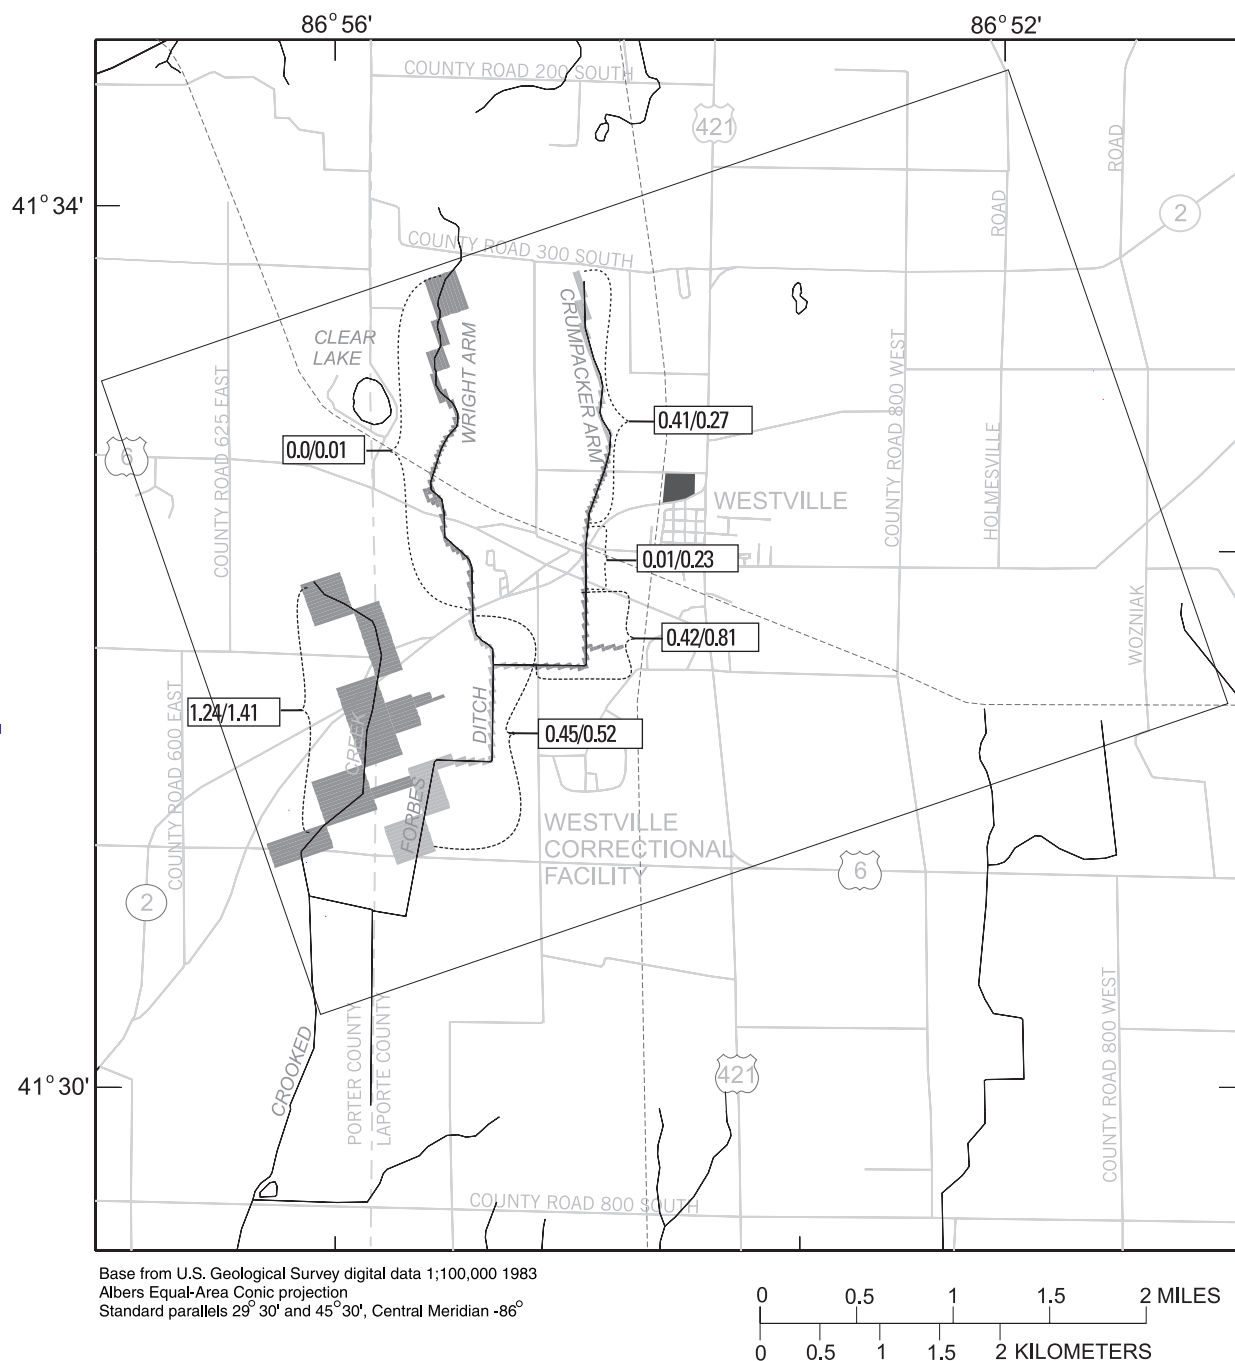 86°56'
86°52'
COUNTY ROAD 200 SOUTH
421
ROAD
ROAD
41°34'
2
COUNTY ROAD 300 SOUTH
CLEAR
LAKE
WRIGHT ARM
CRUMPACKER ARM
COUNTY ROAD 625 EAST
COUNTY ROAD 800 WEST
HOLMESVILLE
0.41/0.27
0.0/0.01
6
WESTVILLE
0.01/0.23
0.42/0.81
WOZNIAK
COUNTY ROAD 600 EAST
1.24/1.41
CREEK
DITCH
0.45/0.52
FORBES
WESTVILLE
CORRECTIONAL
FACILITY
6
2
CROOKED
PORTER COUNTY
LAPORTE COUNTY
421
COUNTY ROAD 800 WEST
41°30'
COUNTY ROAD 800 SOUTH
Base from U.S. Geological Survey digital data 1;100,000 1983
Albers Equal-Area Conic projection
Standard parallels 29°30' and 45°30', Central Meridian -86°
0 0.5 1 1.5 2 MILES
0 0.5 1 1.5 2 KILOMETERS